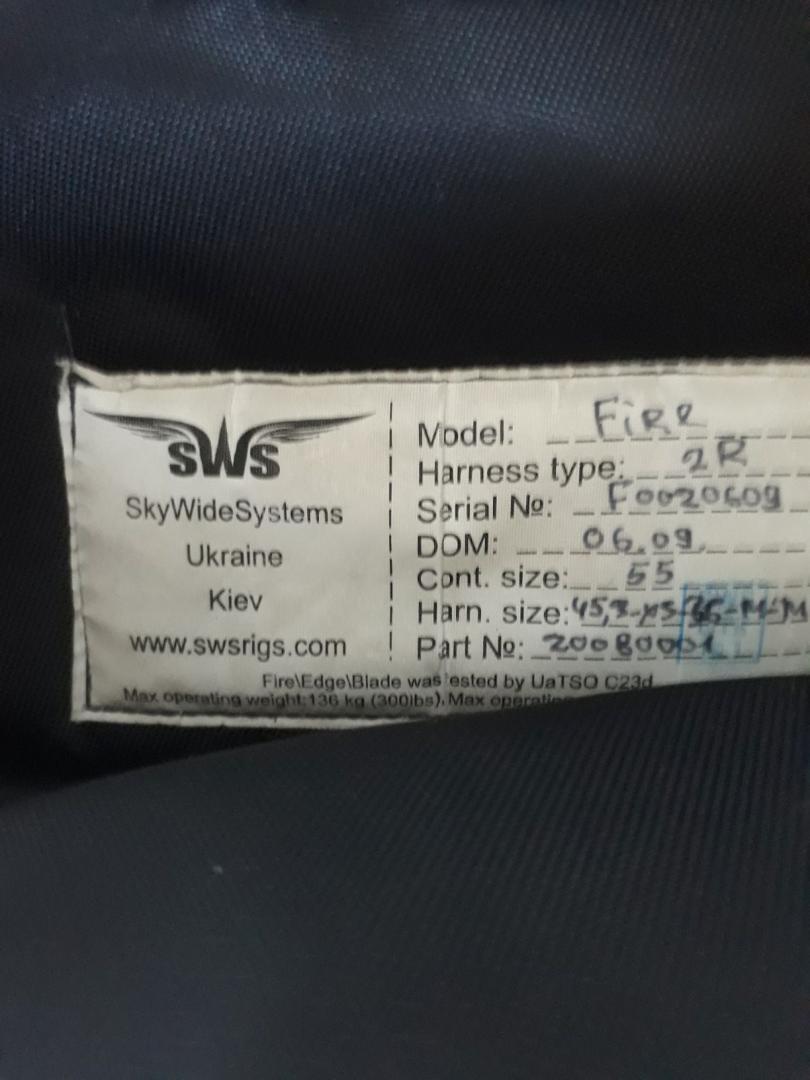 SWS
SkyWideSystems
Ukraine
Kiev
www.swsrigs.com
Model: FiRe
Harness type: 2R
Serial №: F0020609
DOM: 06.09
Cont. size: 55
Harn. size:
Part №: 20080001
Fire\Edge\Blade was tested by UaTSO C23d
Max operating weight:136 kg (300lbs). Max